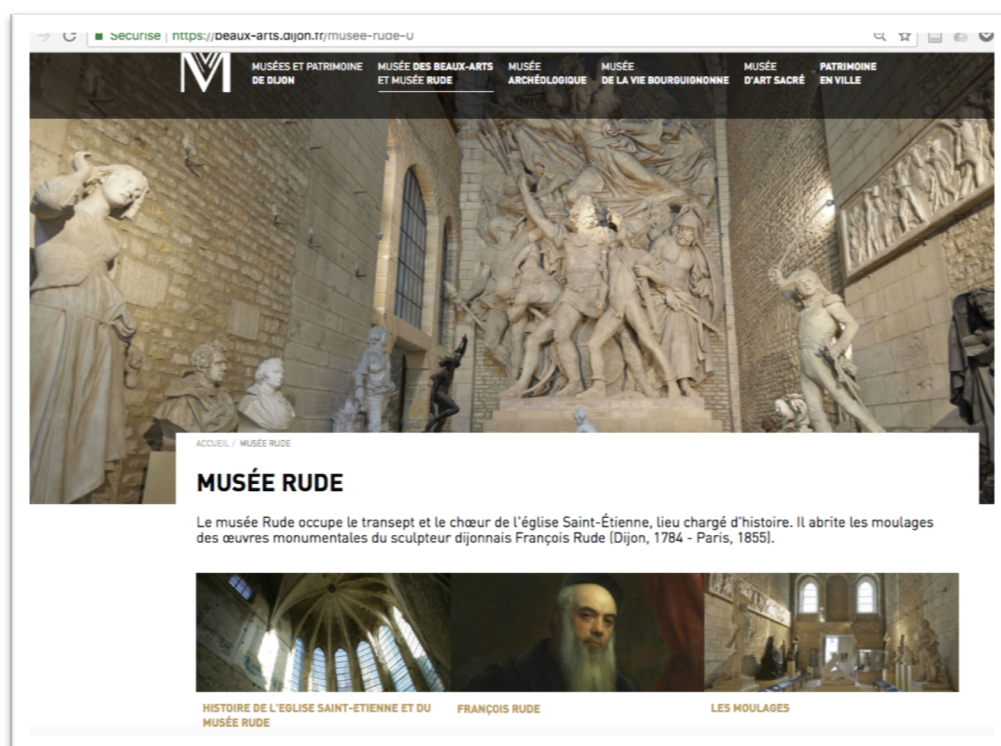 Sécurisé | https://beaux-arts.dijon.fr/musee-rude-0
MUSÉES ET PATRIMOINE
DE DIJON
MUSÉE DES BEAUX-ARTS
ET MUSÉE RUDE
MUSÉE
ARCHÉOLOGIQUE
MUSÉE
DE LA VIE BOURGUIGNONNE
MUSÉE
D'ART SACRÉ
PATRIMOINE
EN VILLE
ACCUEIL / MUSÉE RUDE
MUSÉE RUDE
Le musée Rude occupe le transept et le chœur de l'église Saint-Étienne, lieu chargé d'histoire. Il abrite les moulages
des œuvres monumentales du sculpteur dijonnais François Rude (Dijon, 1784 - Paris, 1855).
HISTOIRE DE L'EGLISE SAINT-ETIENNE ET DU
MUSÉE RUDE
FRANÇOIS RUDE
LES MOULAGES